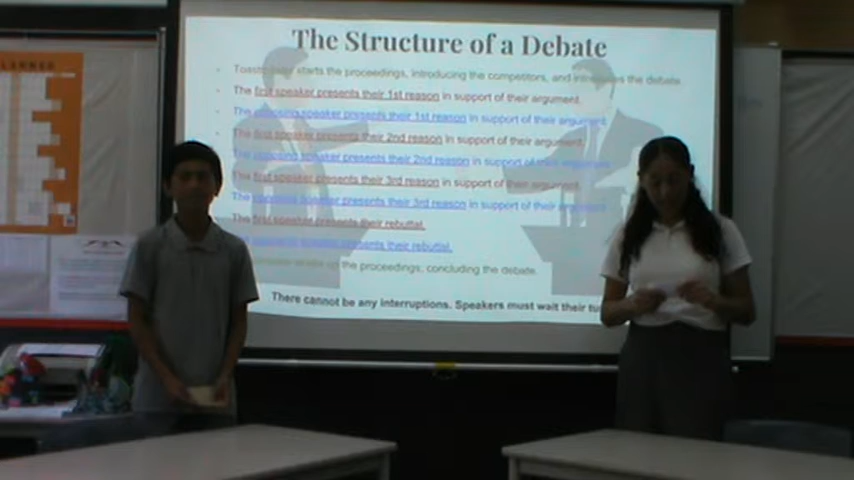 PLANNER
The Structure of a Debate
starts the proceedings, introducing the competitors, and introduces the debate.
The first speaker presents their 1st reason in support of their argument.
The opposing speaker presents their 1st reason in support of their argument.
The first speaker presents their 2nd reason in support of their argument.
The opposing speaker presents their 2nd reason in support of their argument.
The first speaker presents their 3rd reason in support of their argument.
The opposing speaker presents their 3rd reason in support of their argument.
The first speaker presents their rebuttal.
speaker presents their rebuttal.
the proceedings, concluding the debate.
There cannot be any interruptions. Speakers must wait their